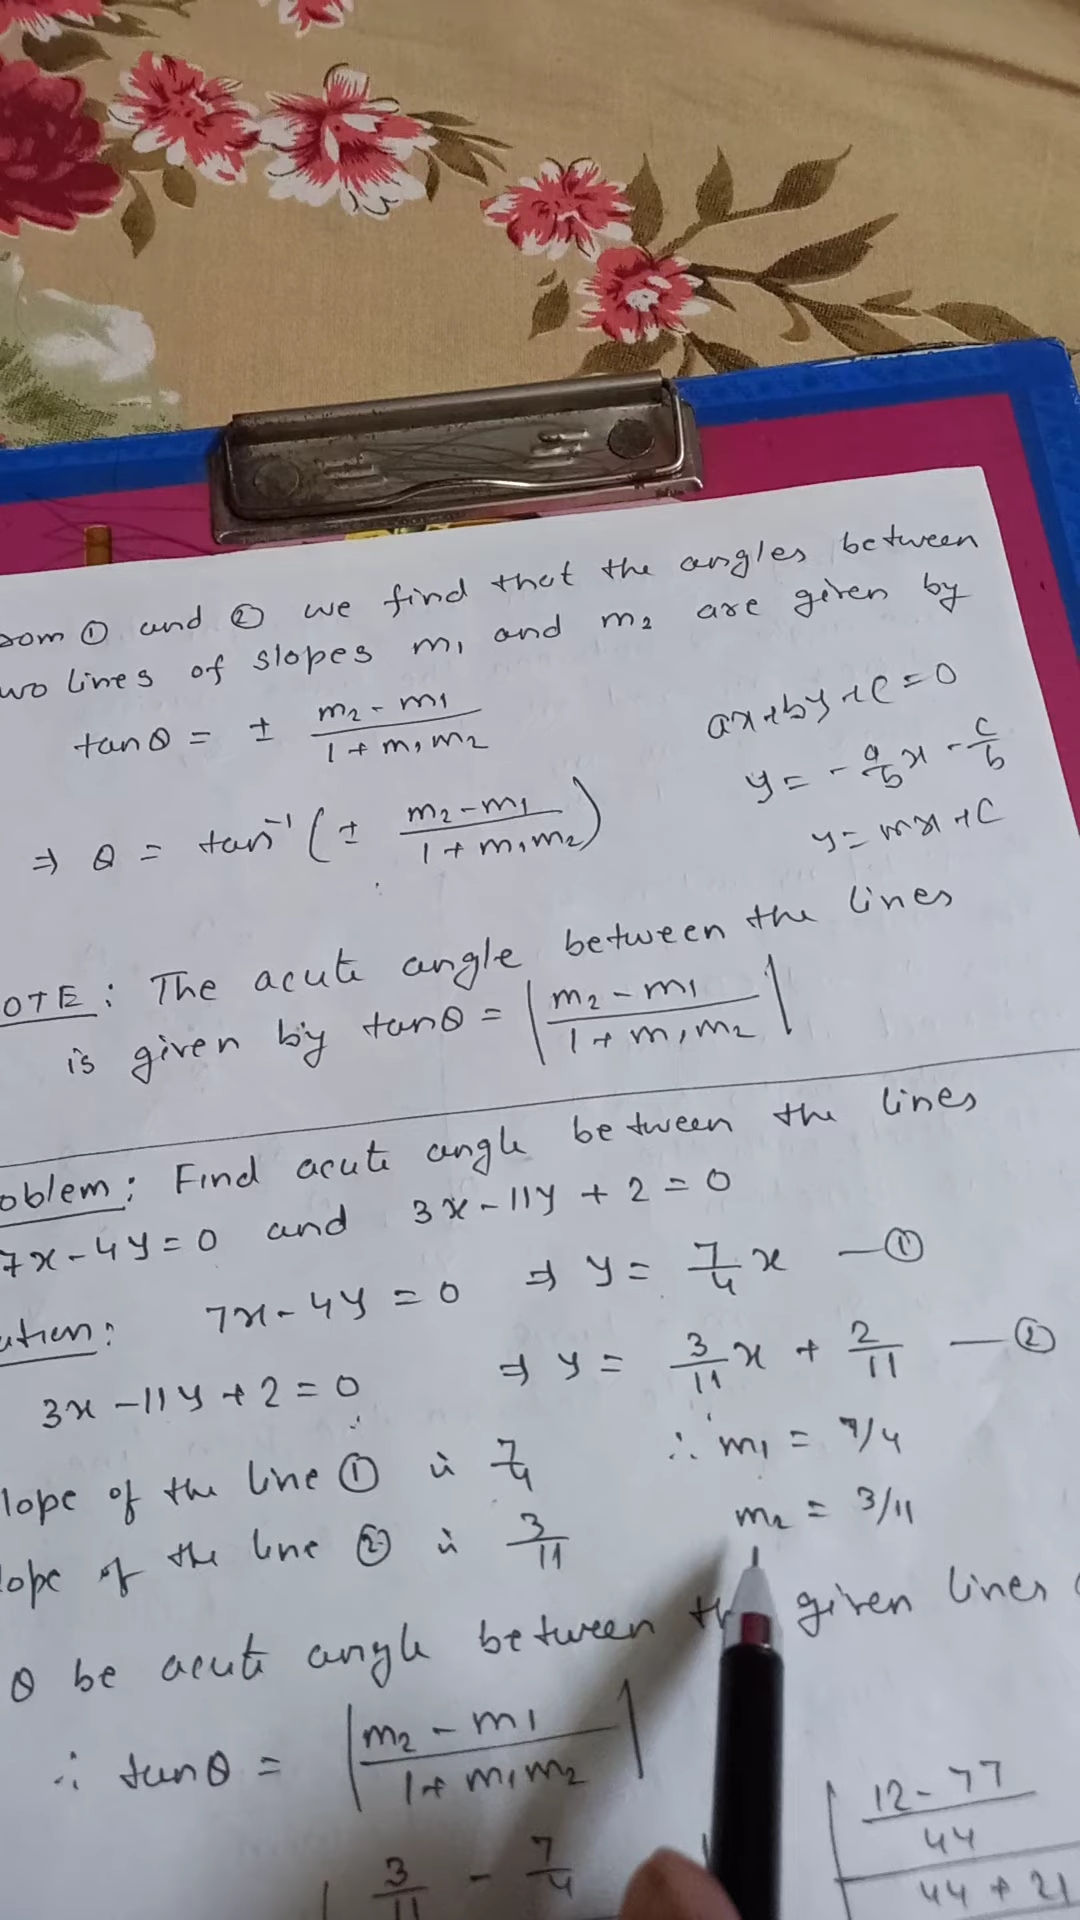 rom ① and ② we find that the angles between
wo lines of slopes m₁ and m₂ are given by
tanθ = ± (m₂ - m₁)/(1 + m₁m₂)
ax+by+c=0
y = -a/b x - c/b
⇒ θ = tan⁻¹(± (m₂-m₁)/(1+m₁m₂))
y=mx+c
OTE: The acute angle between the lines
is given by tanθ = |(m₂-m₁)/(1+m₁m₂)|
oblem: Find acute angle between the lines
7x-4y=0 and 3x-11y+2=0
ution: 7x-4y=0 ⇒ y = 7/4 x —①
3x-11y+2=0 ⇒ y = 3/11 x + 2/11 —②
lope of the line ① is 7/4 ∴ m₁ = 7/4
lope of the line ② is 3/11 m₂ = 3/11
θ be acute angle between th given lines
∴ tanθ = |(m₂-m₁)/(1+m₁m₂)|
3/11 - 7/4
12-77
44
44+21